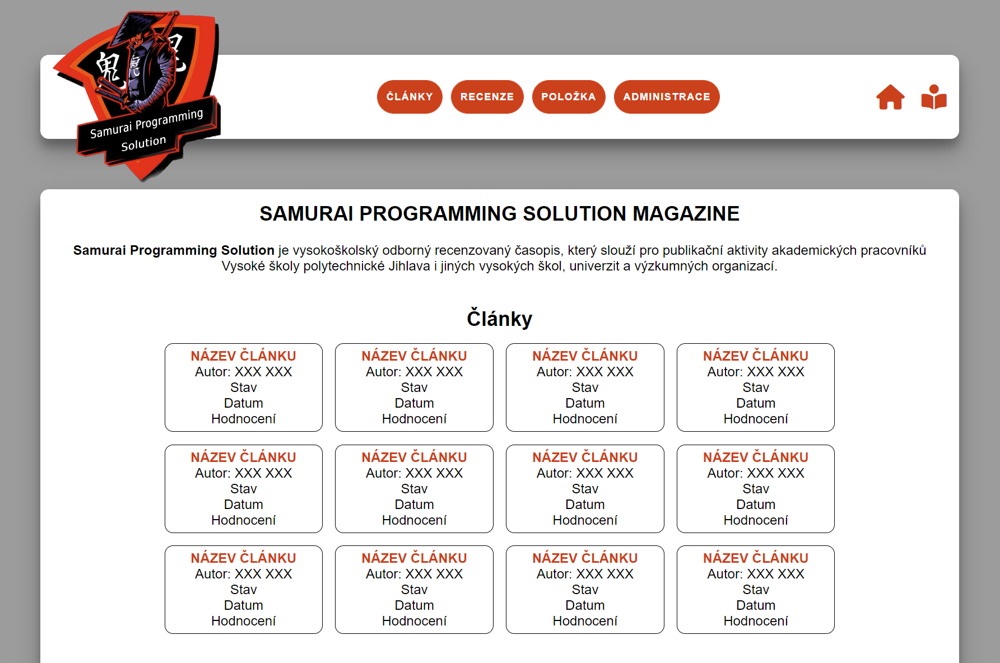 鬼 鬼 鬼
Samurai Programming
Solution
ČLÁNKY RECENZE POLOŽKA ADMINISTRACE
SAMURAI PROGRAMMING SOLUTION MAGAZINE
Samurai Programming Solution je vysokoškolský odborný recenzovaný časopis, který slouží pro publikační aktivity akademických pracovníků
Vysoké školy polytechnické Jihlava i jiných vysokých škol, univerzit a výzkumných organizací.
Články
NÁZEV ČLÁNKU NÁZEV ČLÁNKU NÁZEV ČLÁNKU NÁZEV ČLÁNKU
Autor: XXX XXX Autor: XXX XXX Autor: XXX XXX Autor: XXX XXX
Stav Stav Stav Stav
Datum Datum Datum Datum
Hodnocení Hodnocení Hodnocení Hodnocení
NÁZEV ČLÁNKU NÁZEV ČLÁNKU NÁZEV ČLÁNKU NÁZEV ČLÁNKU
Autor: XXX XXX Autor: XXX XXX Autor: XXX XXX Autor: XXX XXX
Stav Stav Stav Stav
Datum Datum Datum Datum
Hodnocení Hodnocení Hodnocení Hodnocení
NÁZEV ČLÁNKU NÁZEV ČLÁNKU NÁZEV ČLÁNKU NÁZEV ČLÁNKU
Autor: XXX XXX Autor: XXX XXX Autor: XXX XXX Autor: XXX XXX
Stav Stav Stav Stav
Datum Datum Datum Datum
Hodnocení Hodnocení Hodnocení Hodnocení